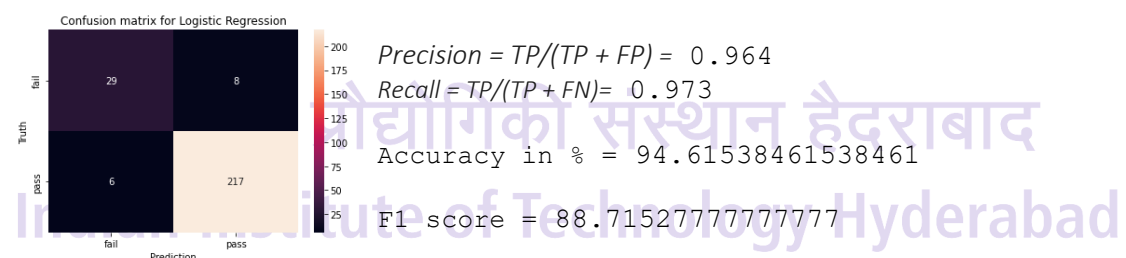 Confusion matrix for Logistic Regression
fail
29
8
pass
6
217
Truth
fail
pass
Prediction
200
175
150
125
100
75
50
25
Precision = TP/(TP + FP) = 0.964
Recall = TP/(TP + FN)= 0.973
प्रौद्योगिकी संस्थान हैदराबाद
Accuracy in % = 94.61538461538461
Indian Institute of Technology Hyderabad
F1 score = 88.71527777777777